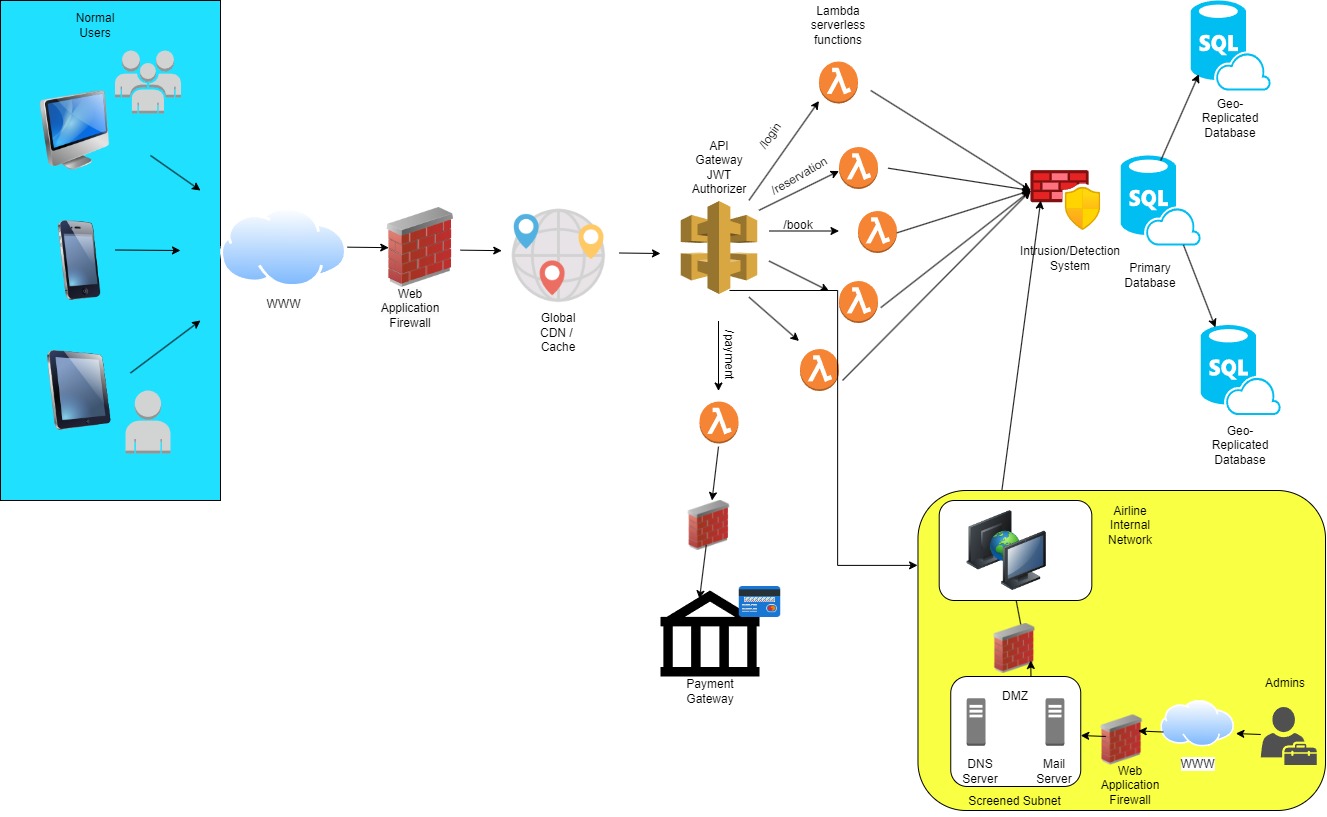 Normal
Users
WWW
Web
Application
Firewall
Global
CDN /
Cache
API
Gateway
JWT
Authorizer
Lambda
serverless
functions
/login
/reservation
/book
/payment
Payment
Gateway
Intrusion/Detection
System
SQL
Geo-
Replicated
Database
SQL
Primary
Database
SQL
Geo-
Replicated
Database
Airline
Internal
Network
DMZ
DNS
Server
Mail
Server
Screened Subnet
Web
Application
Firewall
WWW
Admins